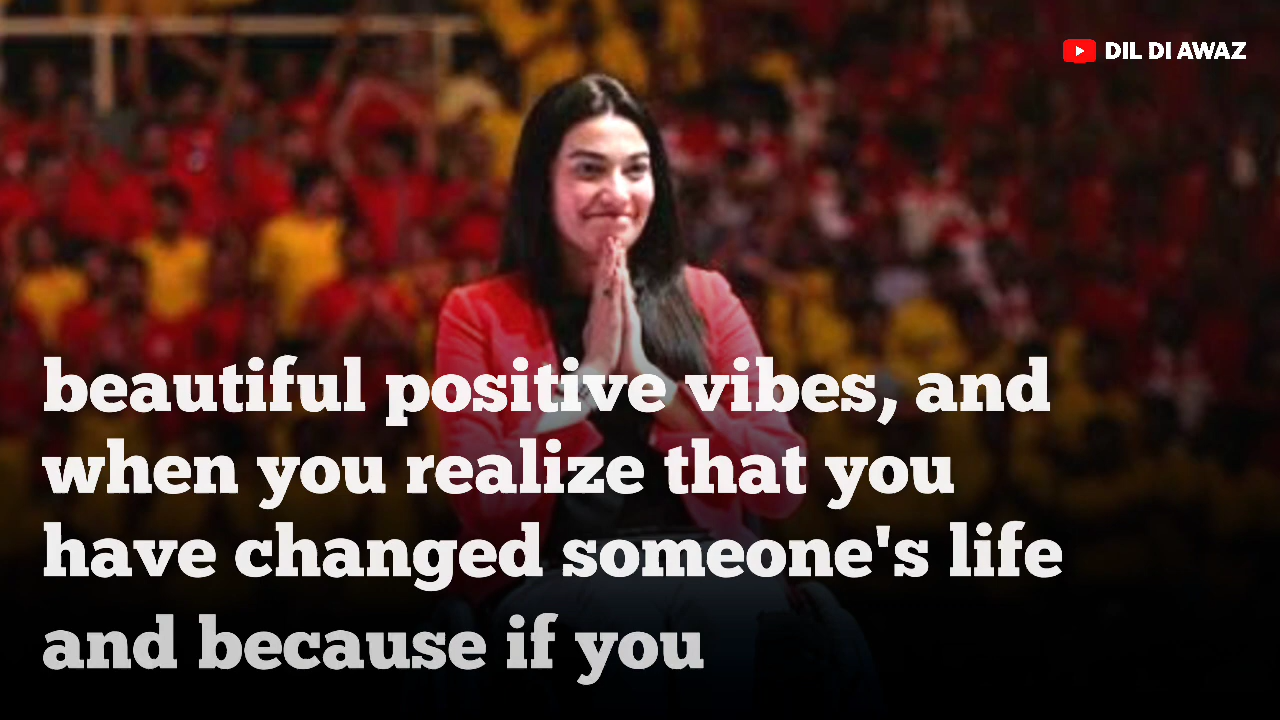 DIL DI AWAZ
beautiful positive vibes, and
when you realize that you
have changed someone's life
and because if you